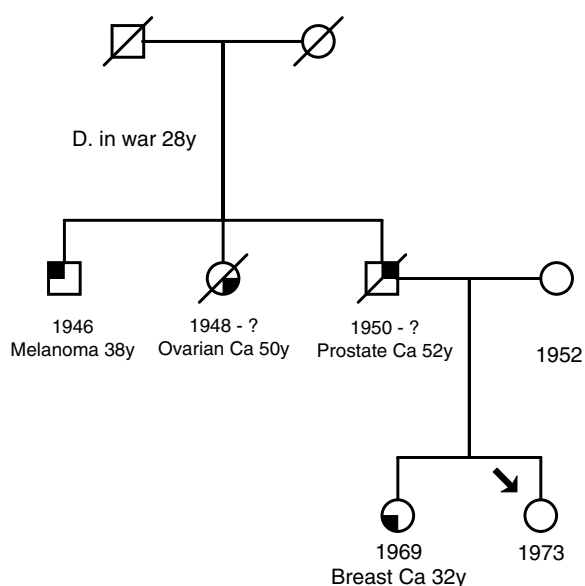 D. in war 28y
1946
Melanoma 38y
1948 - ?
Ovarian Ca 50y
1950 - ?
Prostate Ca 52y
1952
1969
Breast Ca 32y
1973